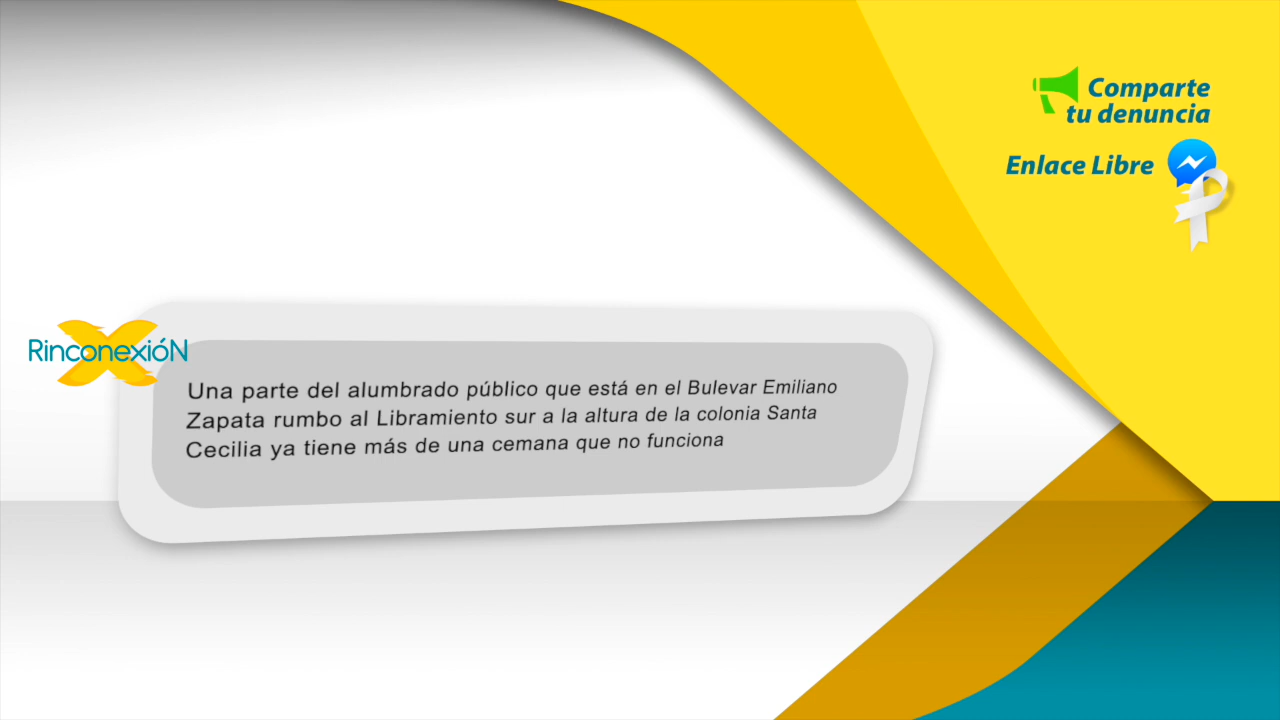 Comparte
tu denuncia
Enlace Libre
RinconexióN
Una parte del alumbrado público que está en el Bulevar Emiliano
Zapata rumbo al Libramiento sur a la altura de la colonia Santa
Cecilia ya tiene más de una cemana que no funciona